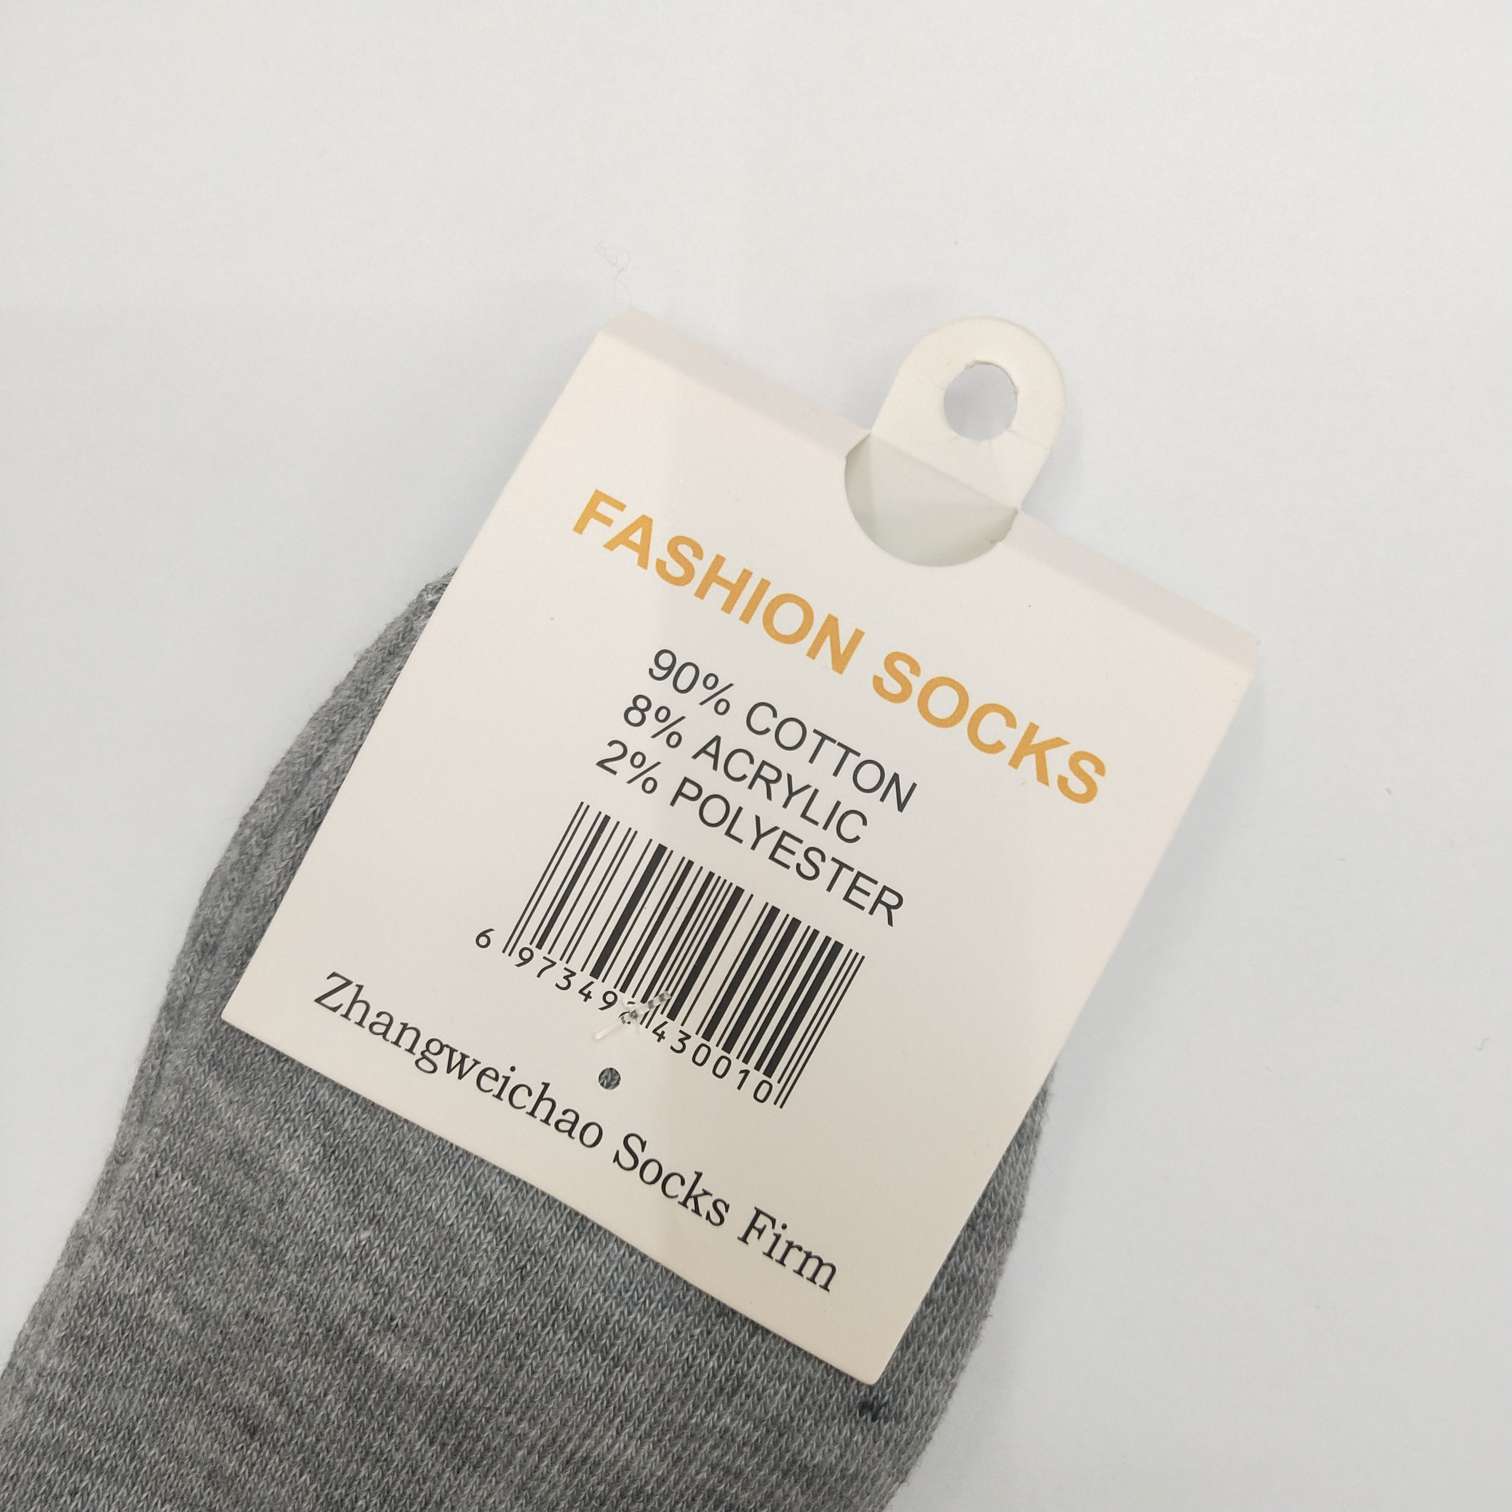 FASHION SOCKS
90% COTTON
8% ACRYLIC
2% POLYESTER
Zhangweichao Socks Firm